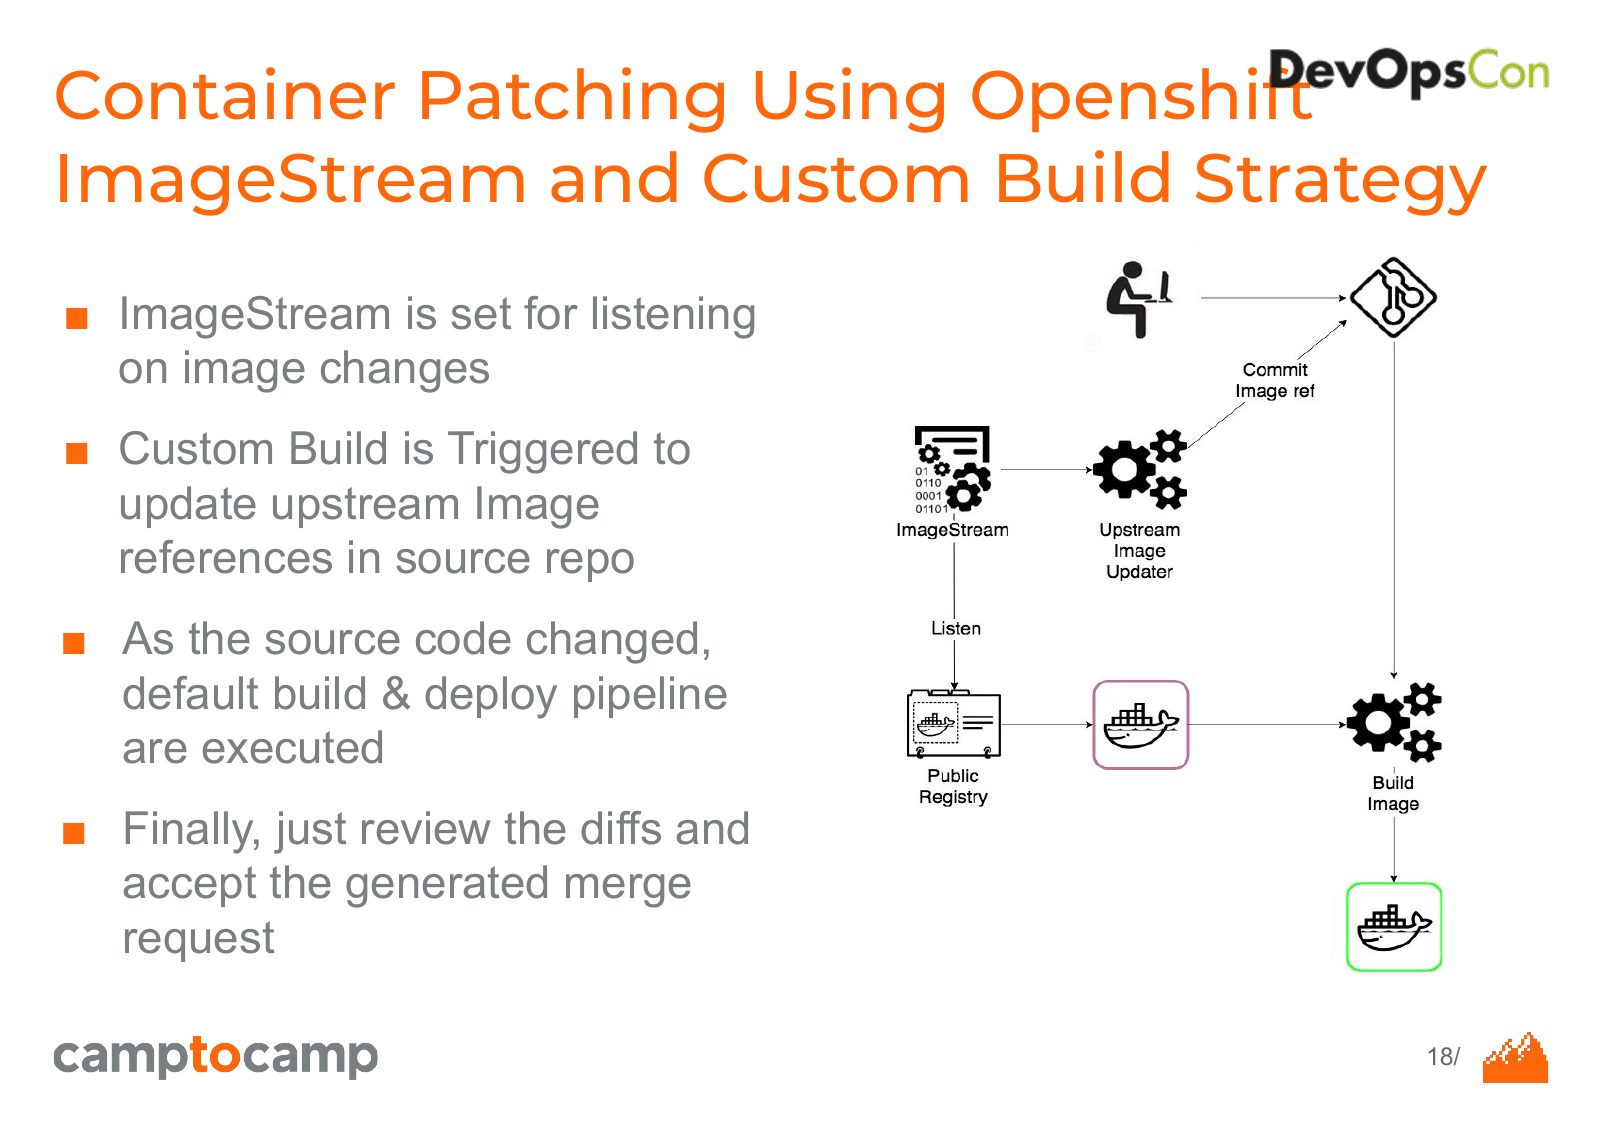 DevOpsCon
Container Patching Using Openshift
ImageStream and Custom Build Strategy
■ ImageStream is set for listening
on image changes
■ Custom Build is Triggered to
update upstream Image
references in source repo
■ As the source code changed,
default build & deploy pipeline
are executed
■ Finally, just review the diffs and
accept the generated merge
request
Commit
Image ref
01
0110
0001
01101
ImageStream
Upstream
Image
Updater
Listen
Public
Registry
Build
Image
camptocamp
18/